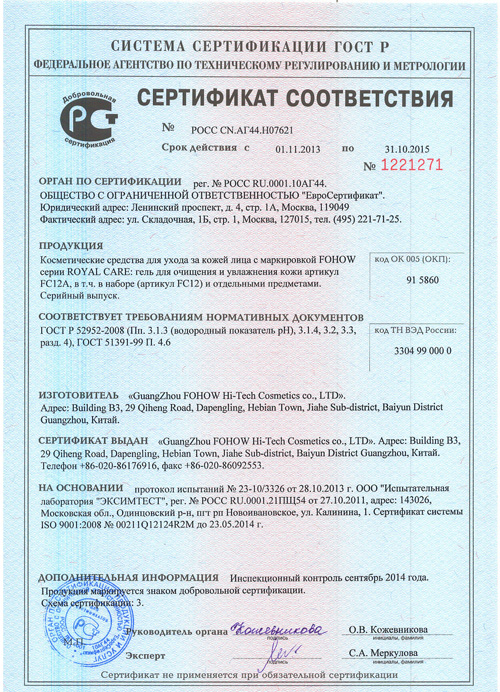 СИСТЕМА СЕРТИФИКАЦИИ ГОСТ Р
ФЕДЕРАЛЬНОЕ АГЕНТСТВО ПО ТЕХНИЧЕСКОМУ РЕГУЛИРОВАНИЮ И МЕТРОЛОГИИ
Добровольная
сертификация
СЕРТИФИКАТ СООТВЕТСТВИЯ
№ РОСС CN.АГ44.Н07621
Срок действия с 01.11.2013 по 31.10.2015
№ 1221271
ОРГАН ПО СЕРТИФИКАЦИИ рег. № РОСС RU.0001.10АГ44.
ОБЩЕСТВО С ОГРАНИЧЕННОЙ ОТВЕТСТВЕННОСТЬЮ "ЕвроСертификат".
Юридический адрес: Ленинский проспект, д. 4, стр. 1А, Москва, 119049
Фактический адрес: ул. Складочная, 1Б, стр. 1, Москва, 127015, тел. (495) 221-71-25.
ПРОДУКЦИЯ
Косметические средства для ухода за кожей лица с маркировкой FOHOW
серии ROYAL CARE: гель для очищения и увлажнения кожи артикул
FC12A, в т.ч. в наборе (артикул FC12) и отдельными предметами.
Серийный выпуск.
код ОК 005 (ОКП):
91 5860
СООТВЕТСТВУЕТ ТРЕБОВАНИЯМ НОРМАТИВНЫХ ДОКУМЕНТОВ
ГОСТ Р 52952-2008 (Пп. 3.1.3 (водородный показатель pH), 3.1.4, 3.2, 3.3,
разд. 4), ГОСТ 51391-99 П. 4.6
код ТН ВЭД России:
3304 99 000 0
ИЗГОТОВИТЕЛЬ «GuangZhou FOHOW Hi-Tech Cosmetics co., LTD».
Адрес: Building B3, 29 Qiheng Road, Dapengling, Hebian Town, Jiahe Sub-district, Baiyun District
Guangzhou, Китай.
СЕРТИФИКАТ ВЫДАН «GuangZhou FOHOW Hi-Tech Cosmetics co., LTD». Адрес: Building B3,
29 Qiheng Road, Dapengling, Hebian Town, Jiahe Sub-district, Baiyun District Guangzhou, Китай.
Телефон +86-020-86176916, факс +86-020-86092553.
НА ОСНОВАНИИ протокол испытаний № 23-10/3326 от 28.10.2013 г. ООО "Испытательная
лаборатория "ЭКСИМТЕСТ", рег. № РОСС RU.0001.21ПЩ54 от 27.10.2011, адрес: 143026,
Московская обл., Одинцовский р-н, пгт рп Новоивановское, ул. Калинина, 1. Сертификат системы
ISO 9001:2008 № 00211Q12124R2M до 23.05.2014 г.
ДОПОЛНИТЕЛЬНАЯ ИНФОРМАЦИЯ Инспекционный контроль сентябрь 2014 года.
Продукция маркируется знаком добровольной сертификации.
Схема сертификации: 3.
М.П.
Руководитель органа Кожевникова О.В. Кожевникова
подпись инициалы, фамилия
Эксперт С.А. Меркулова
подпись инициалы, фамилия
Сертификат не применяется при обязательной сертификации